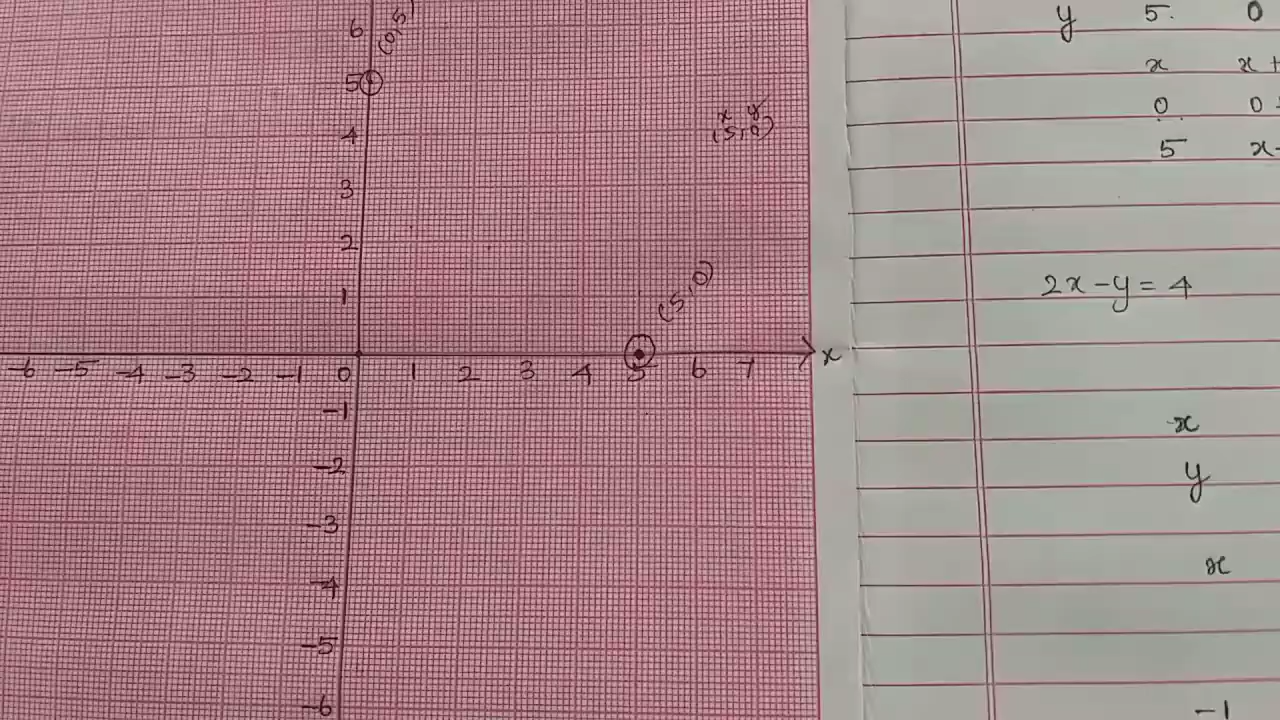 6
(0,5)
5
4
3
2
1
x y
(5,0)
(5,0)
-6 -5 -4 -3 -2 -1 0 1 2 3 4 5 6 7 x
-1
-2
-3
-4
-5
-6
y 5 0
x x+
0 0
5 x-
2x-y=4
x
y
x
-1